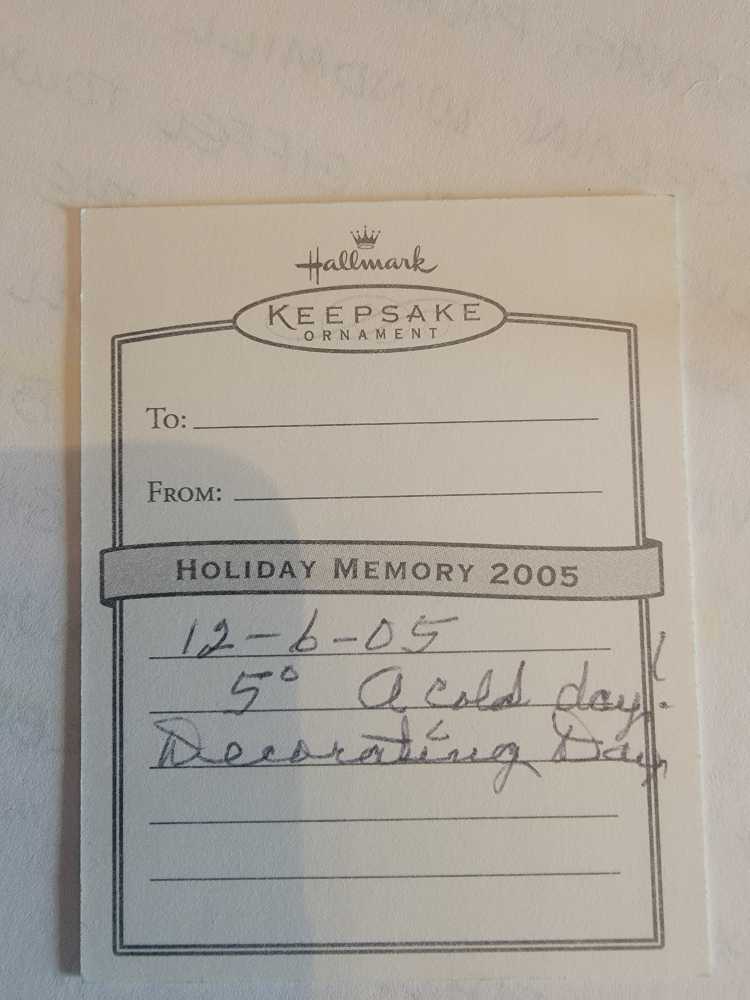 Hallmark
KEEPSAKE
ORNAMENT
TO:
FROM:
HOLIDAY MEMORY 2005
12-6-05
5° A cold day!
Decorating Day